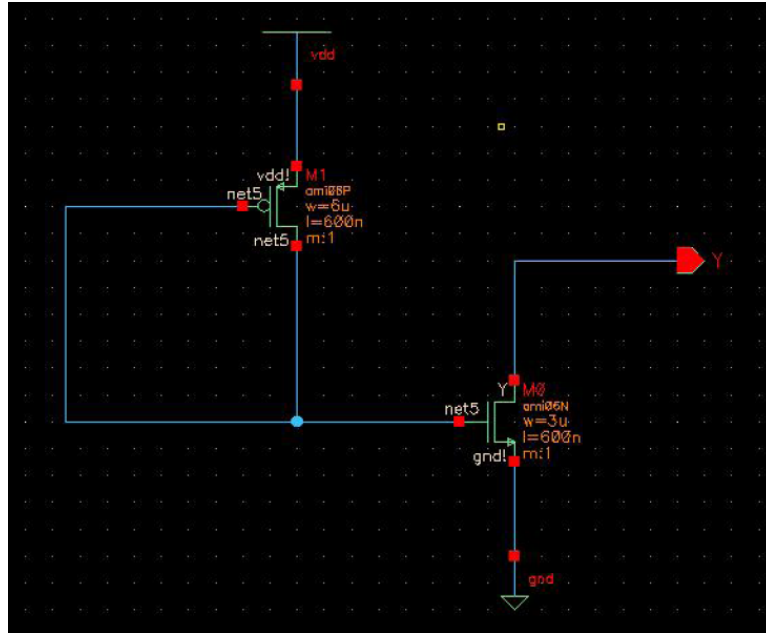 vdd
vdd!
M1
net5
ami06P
w=6u
l=600n
net5
m:1
Y
Y
M0
net5
ami06N
w=3u
l=600n
gnd!
m:1
gnd